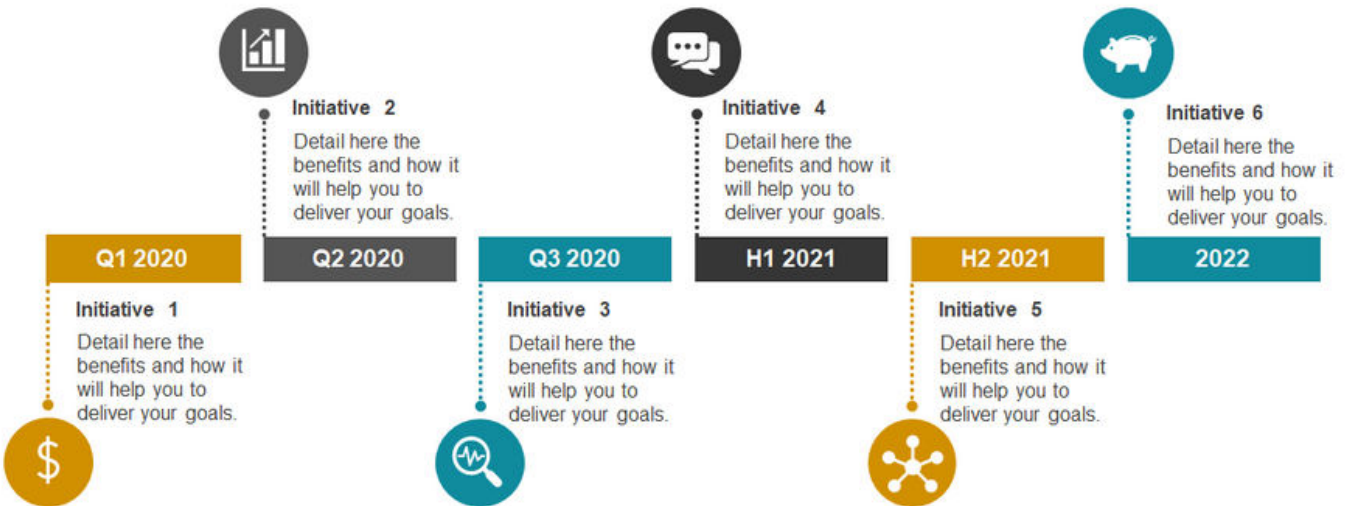 Initiative 2
Detail here the
benefits and how it
will help you to
deliver your goals.
Initiative 4
Detail here the
benefits and how it
will help you to
deliver your goals.
Initiative 6
Detail here the
benefits and how it
will help you to
deliver your goals.
Q1 2020
Q2 2020
Q3 2020
H1 2021
H2 2021
2022
Initiative 1
Detail here the
benefits and how it
will help you to
deliver your goals.
$
Initiative 3
Detail here the
benefits and how it
will help you to
deliver your goals.
Initiative 5
Detail here the
benefits and how it
will help you to
deliver your goals.